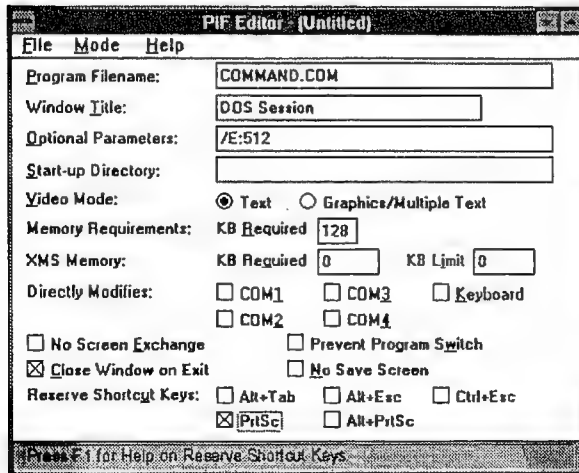 PIF Editor - (Untitled)
File Mode Help
Program Filename: COMMAND.COM
Window Title: DOS Session
Optional Parameters: /E:512
Start-up Directory:
Video Mode: Text Graphics/Multiple Text
Memory Requirements: KB Required 128
XMS Memory: KB Required 0 KB Limit 0
Directly Modifies: COM1 COM3 Keyboard
COM2 COM4
No Screen Exchange Prevent Program Switch
Close Window on Exit No Save Screen
Reserve Shortcut Keys: Alt+Tab Alt+Esc Ctrl+Esc
PrtSc Alt+PrtSc
Press F1 for Help on Reserve Shortcut Keys.